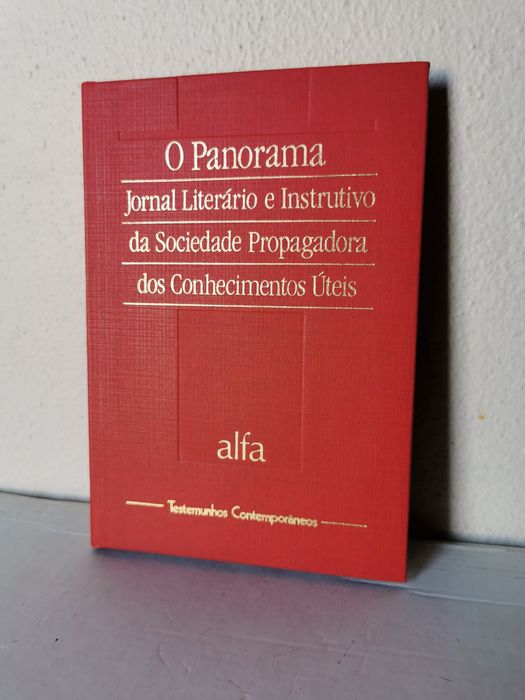 O Panorama
Jornal Literário e Instrutivo
da Sociedade Propagadora
dos Conhecimentos Úteis
alfa
Testemunhos Contemporâneos